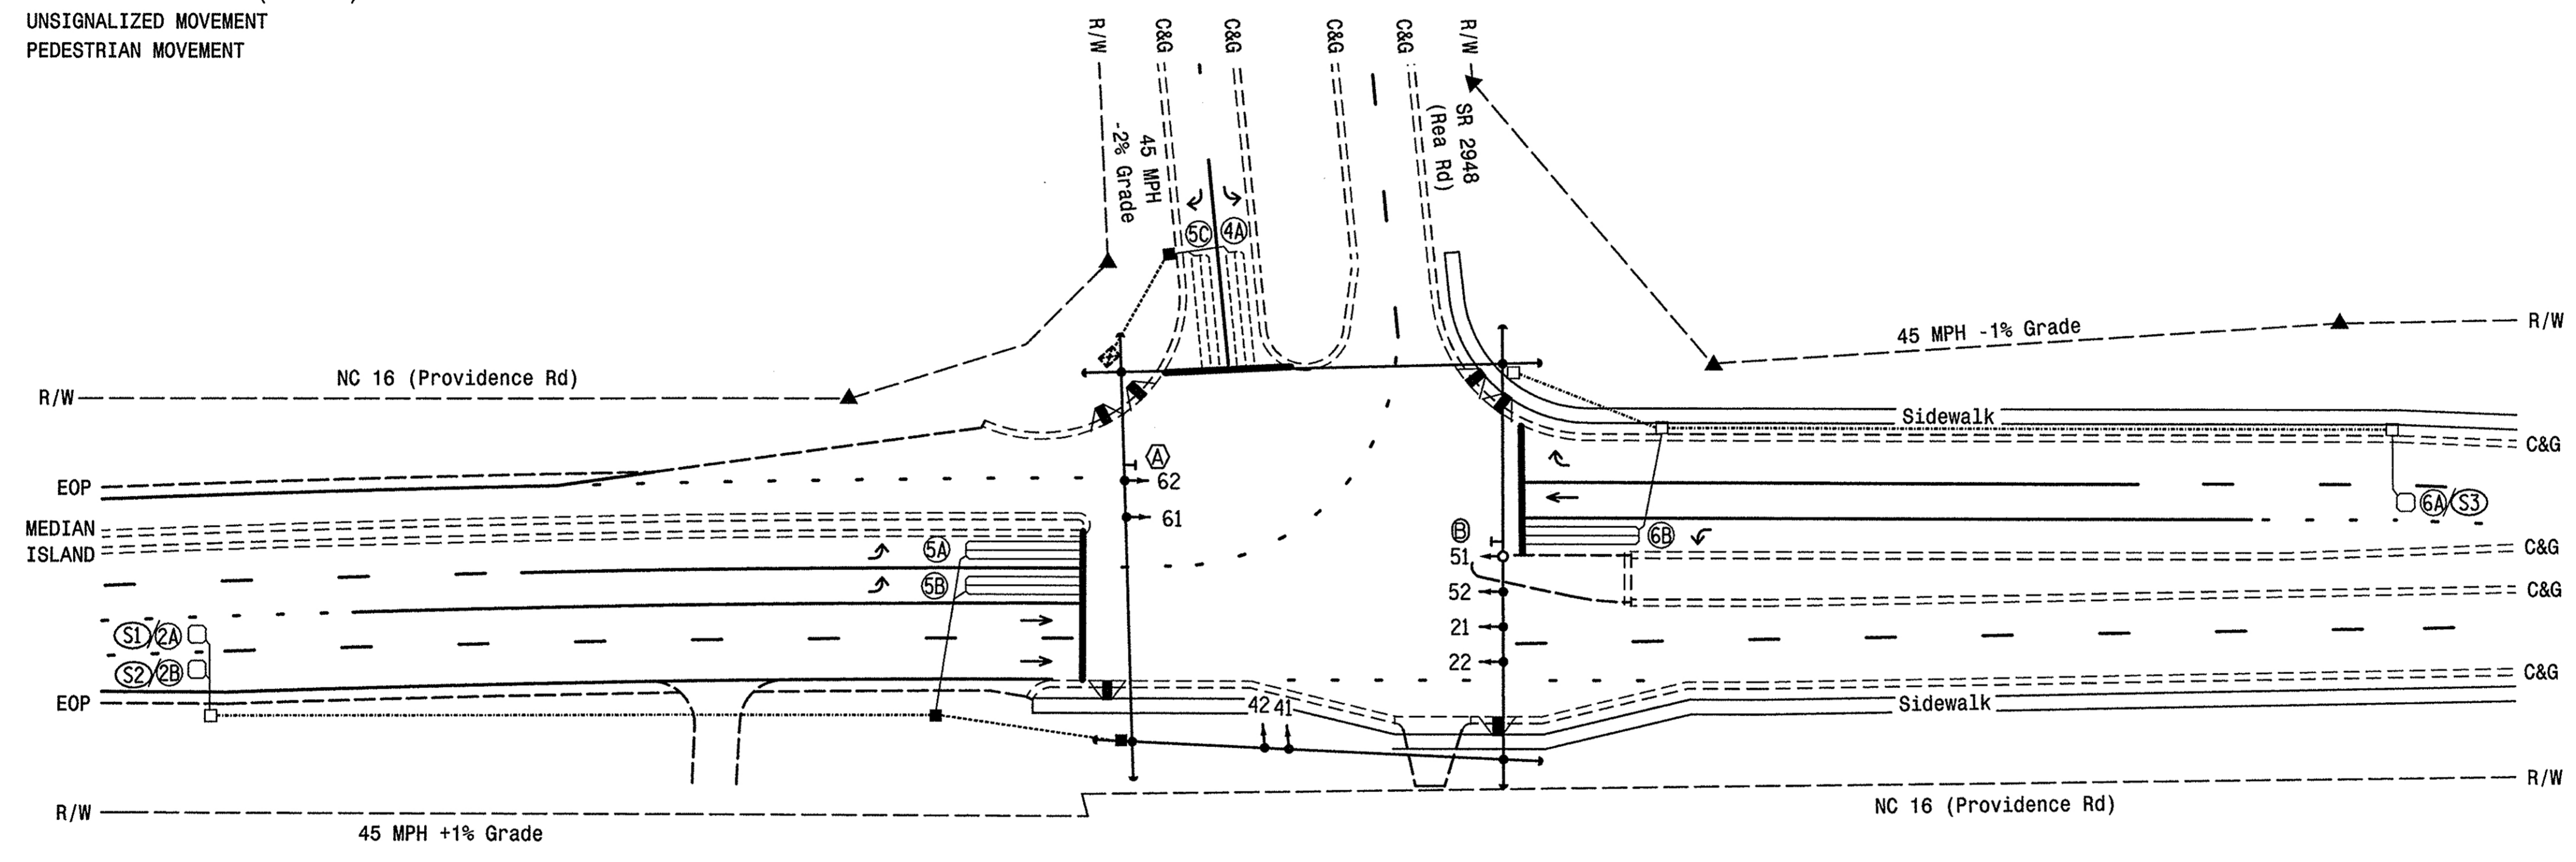 UNSIGNALIZED MOVEMENT
PEDESTRIAN MOVEMENT
R/W
C&G
C&G
C&G
C&G
R/W
45 MPH
-2% Grade
SR 2948
(Rea Rd)
5C
4A
45 MPH -1% Grade
R/W
NC 16 (Providence Rd)
R/W
Sidewalk
C&G
A
62
61
EOP
6A/S3
MEDIAN
ISLAND
5A
5B
B
51
52
21
22
6B
C&G
C&G
S1/2A
S2/2B
C&G
EOP
42 41
Sidewalk
R/W
R/W
NC 16 (Providence Rd)
45 MPH +1% Grade